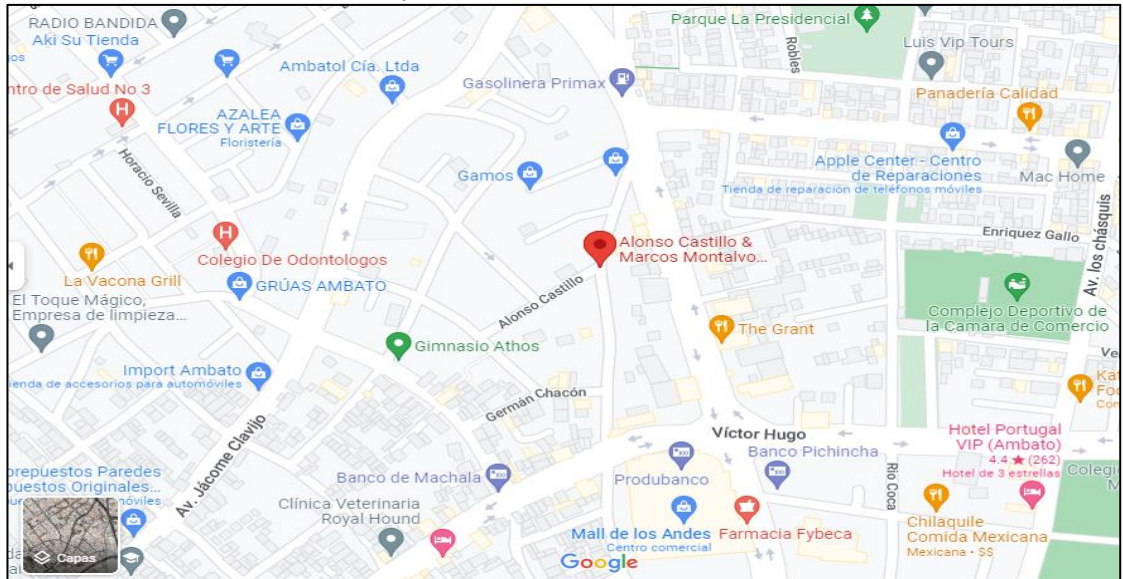 RADIO BANDIDA
Aki Su Tienda
ntro de Salud No 3
Ambatol Cía. Ltda
AZALEA
FLORES Y ARTE
Floristería
Horacio Sevilla
Gasolinera Primax
Gamos
Parque La Presidencial
Robles
Luis Vip Tours
Panadería Calidad
Apple Center - Centro
de Reparaciones
Tienda de reparación de teléfonos móviles
Mac Home
Enriquez Gallo
Av. los chásquis
Colegio De Odontologos
La Vacona Grill
GRÚAS AMBATO
El Toque Mágico,
Empresa de limpieza...
Alonso Castillo &
Marcos Montalvo...
Alonso Castillo
Complejo Deportivo de
la Camara de Comercio
The Grant
Gimnasio Athos
Import Ambato
ienda de accesorios para automóviles
Germán Chacón
Av. Jácome Clavijo
Víctor Hugo
Hotel Portugal
VIP (Ambato)
4.4 ★ (262)
Hotel de 3 estrellas
Banco Pichincha
Produbanco
Banco de Machala
Rio Coca
orepuestos Paredes
puestos Originales...
Clínica Veterinaria
Royal Hound
Mall de los Andes
Centro comercial
Farmacia Fybeca
Chilaquile
Comida Mexicana
Mexicana · $$
Capas
Google